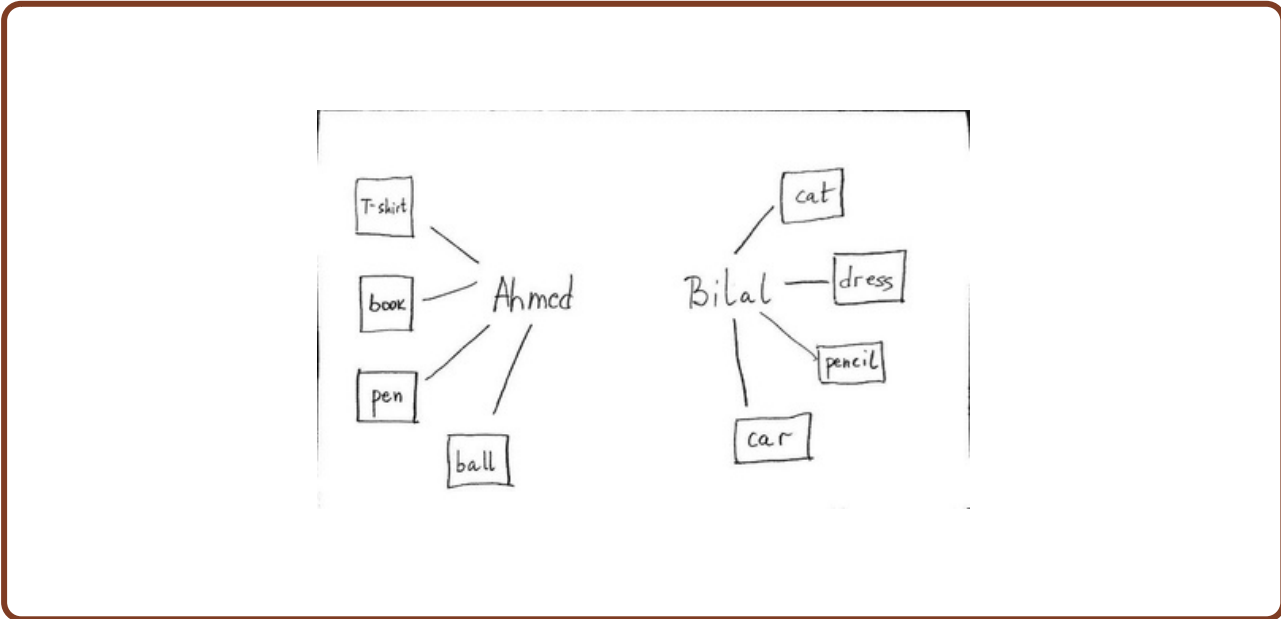 T-shirt
book
pen
ball
Ahmed
cat
Bilal
dress
pencil
car